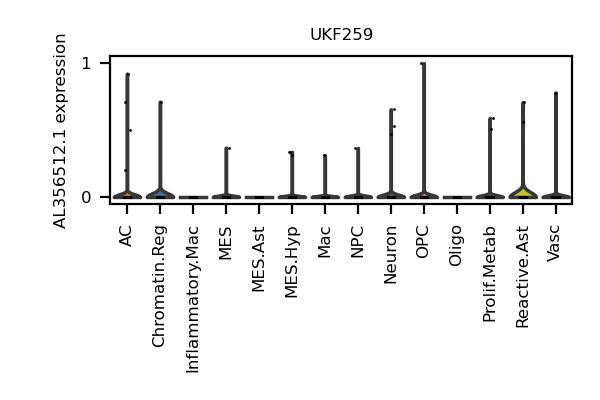 UKF259
AL356512.1 expression
1
0
AC
Chromatin.Reg
Inflammatory.Mac
MES
MES.Ast
MES.Hyp
Mac
NPC
Neuron
OPC
Oligo
Prolif.Metab
Reactive.Ast
Vasc